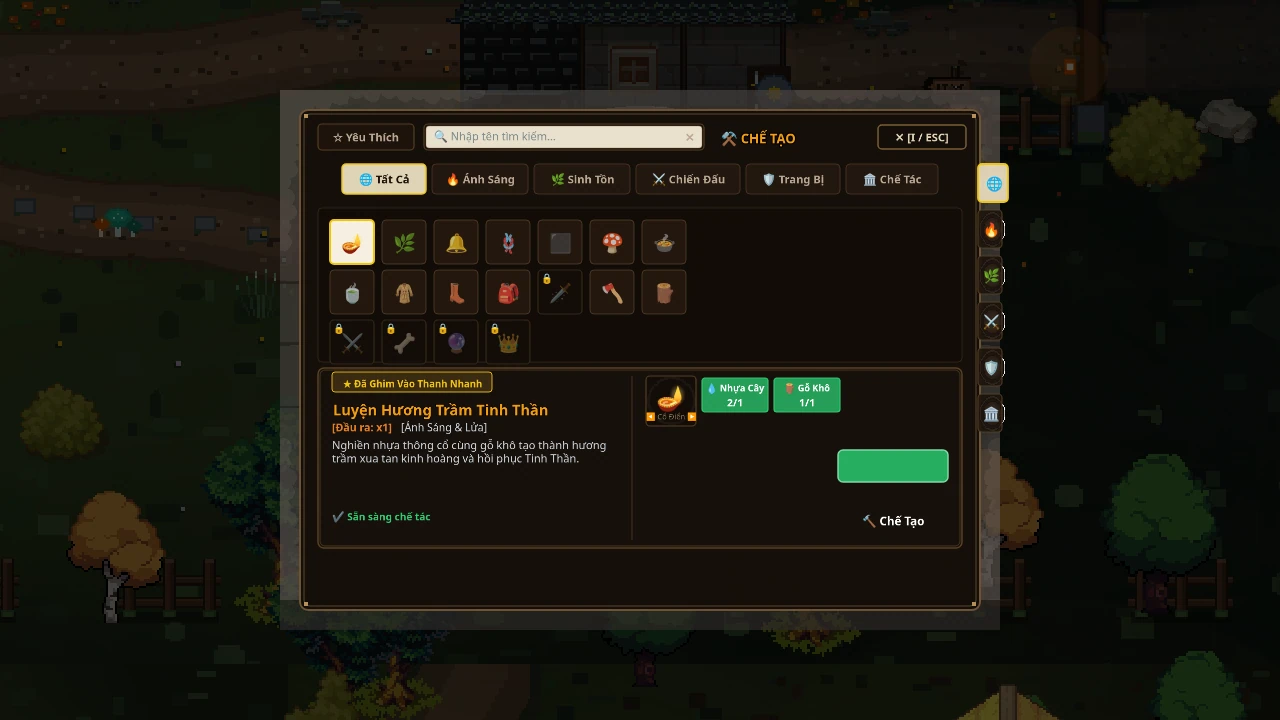 ☆ Yêu Thích
Nhập tên tìm kiếm...
CHẾ TẠO
✕ [I / ESC]
Tất Cả
Ánh Sáng
Sinh Tồn
Chiến Đấu
Trang Bị
Chế Tác
★ Đã Ghim Vào Thanh Nhanh
Luyện Hương Trầm Tinh Thần
[Đầu ra: x1] [Ánh Sáng & Lửa]
Nghiền nhựa thông cổ cùng gỗ khô tạo thành hương
trầm xua tan kinh hoàng và hồi phục Tinh Thần.
Sẵn sàng chế tác
Cổ Điển
Nhựa Cây
2/1
Gỗ Khô
1/1
Chế Tạo